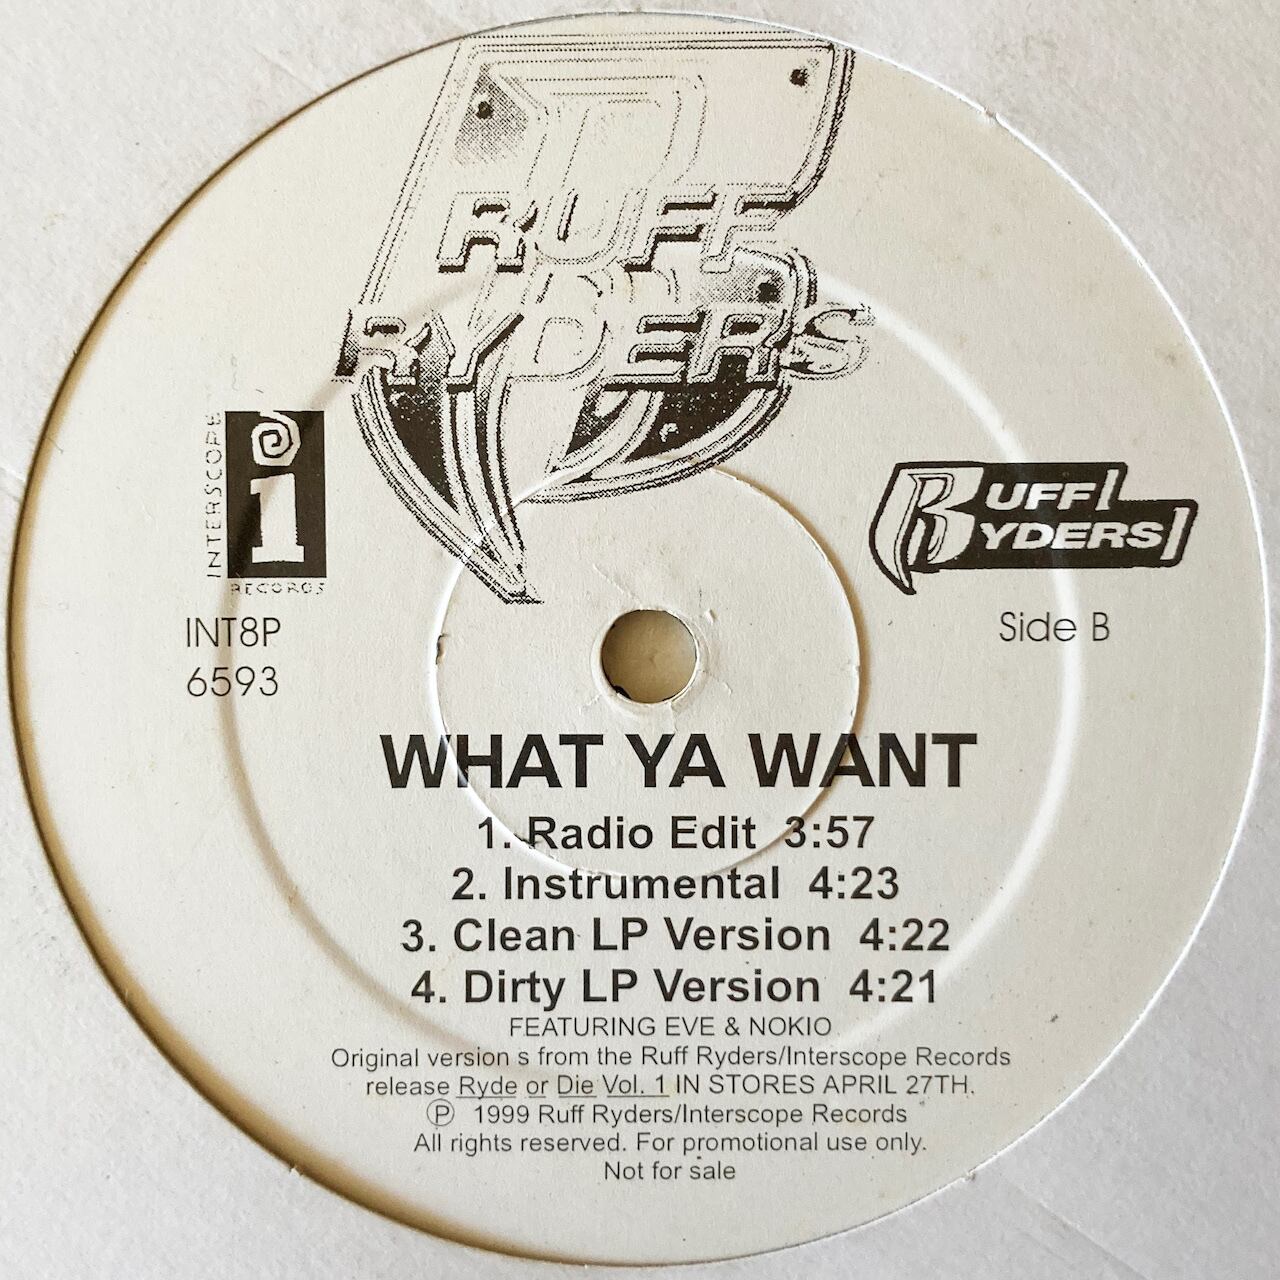 RUFF
RYDERS
INTERSCOPE
RECORDS
RUFF
RYDERS
INT8P
6593
Side B
WHAT YA WANT
1. Radio Edit 3:57
2. Instrumental 4:23
3. Clean LP Version 4:22
4. Dirty LP Version 4:21
FEATURING EVE & NOKIO
Original version s from the Ruff Ryders/Interscope Records
release Ryde or Die Vol. 1 IN STORES APRIL 27TH.
Ⓟ 1999 Ruff Ryders/Interscope Records
All rights reserved. For promotional use only.
Not for sale